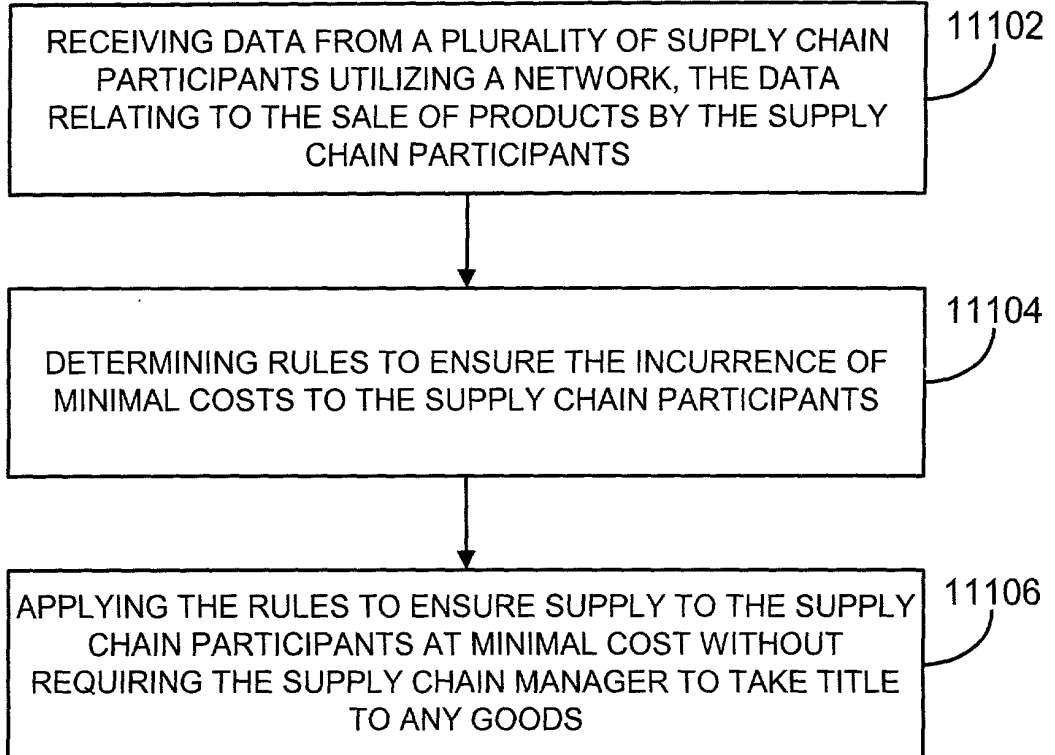 RECEIVING DATA FROM A PLURALITY OF SUPPLY CHAIN
PARTICIPANTS UTILIZING A NETWORK, THE DATA
RELATING TO THE SALE OF PRODUCTS BY THE SUPPLY
CHAIN PARTICIPANTS
11102
DETERMINING RULES TO ENSURE THE INCURRENCE OF
MINIMAL COSTS TO THE SUPPLY CHAIN PARTICIPANTS
11104
APPLYING THE RULES TO ENSURE SUPPLY TO THE SUPPLY
CHAIN PARTICIPANTS AT MINIMAL COST WITHOUT
REQUIRING THE SUPPLY CHAIN MANAGER TO TAKE TITLE
TO ANY GOODS
11106